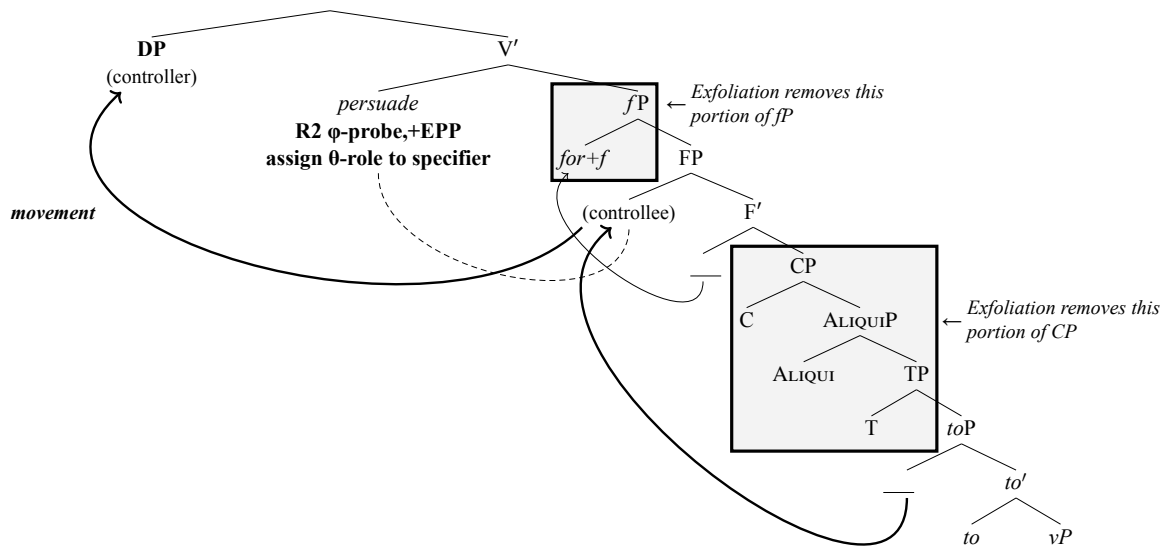 DP
(controller)
V′
persuade
R2 φ-probe,+EPP
assign θ-role to specifier
fP
← Exfoliation removes this
portion of fP
for+f
FP
movement
(controllee)
F′
CP
C
ALIQUIP
← Exfoliation removes this
portion of CP
ALIQUI
TP
T
toP
to′
to
vP